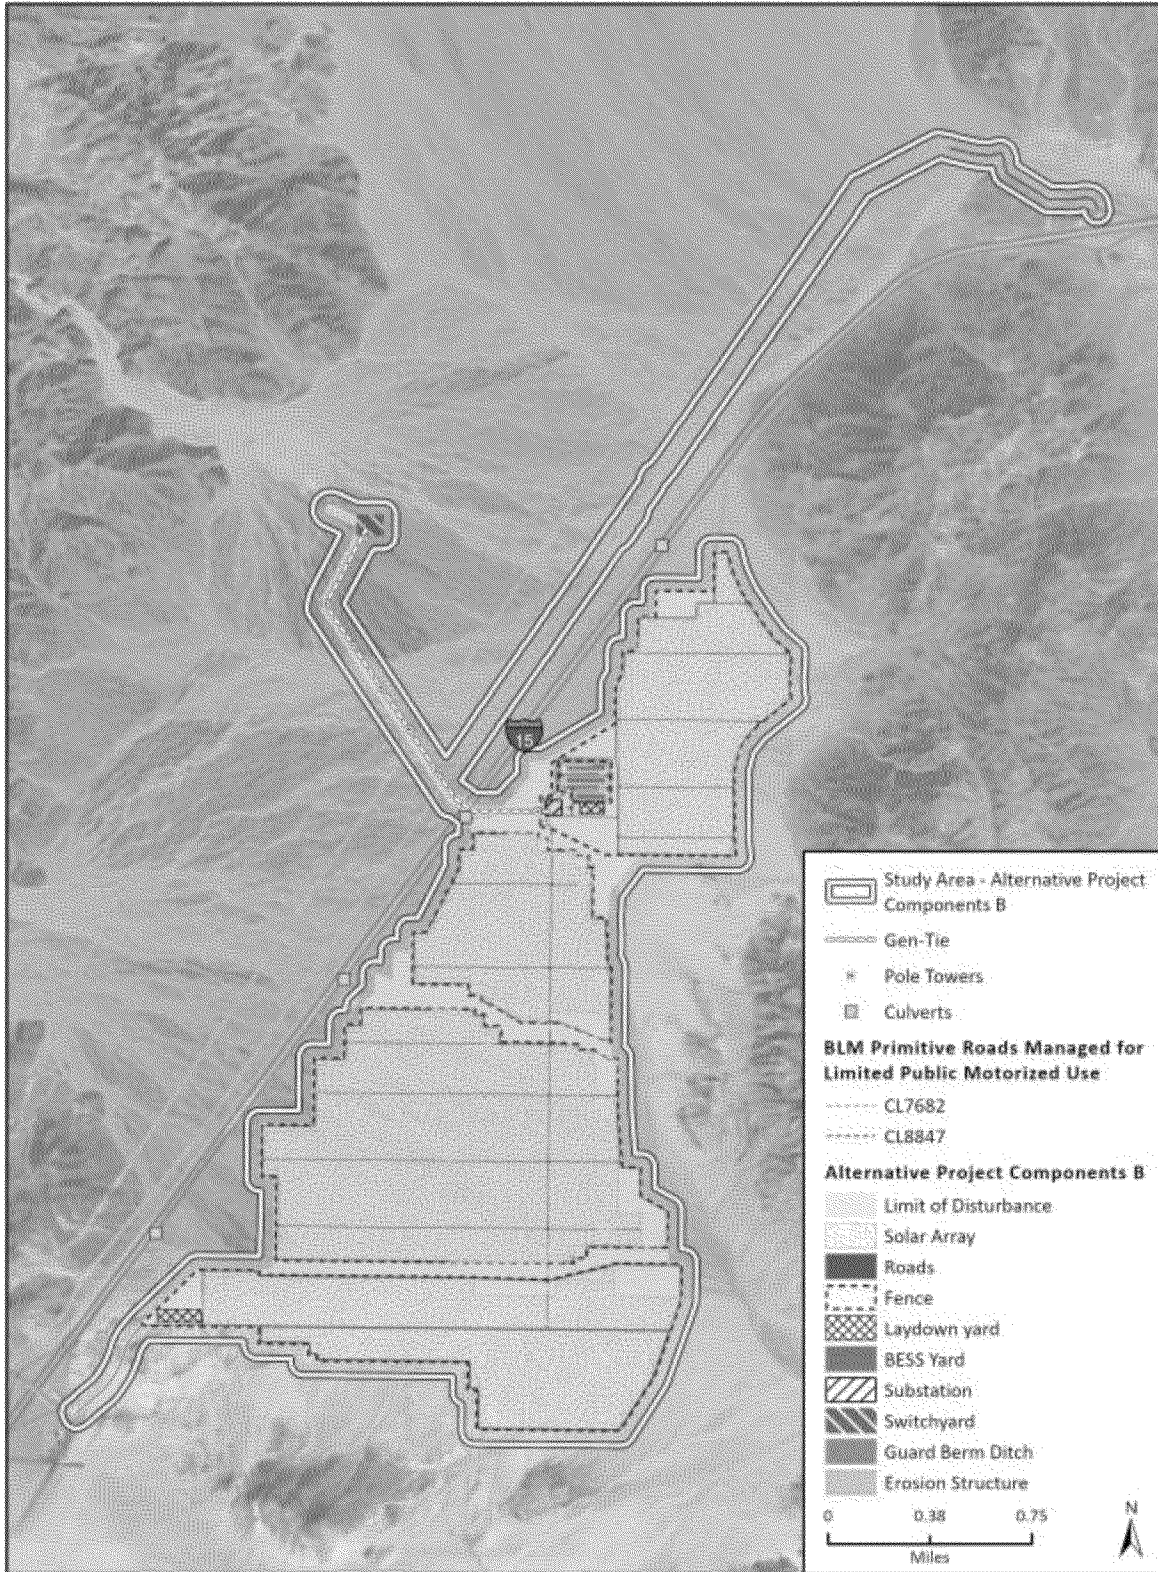 15
Study Area - Alternative Project
Components B
Gen-Tie
Pole Towers
Culverts
BLM Primitive Roads Managed for
Limited Public Motorized Use
CL7682
CL8847
Alternative Project Components B
Limit of Disturbance
Solar Array
Roads
Fence
Laydown yard
BESS Yard
Substation
Switchyard
Guard Berm Ditch
Erosion Structure
0 0.38 0.75
Miles
N